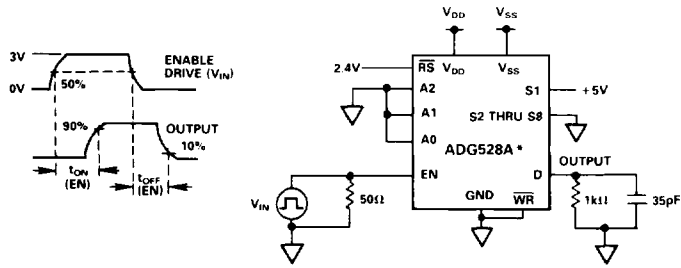 3V
0V
50%
ENABLE
DRIVE (VIN)
90%
OUTPUT
10%
tON
(EN)
tOFF
(EN)
VDD
VSS
2.4V
RS
VDD
VSS
A2
A1
A0
S1
+5V
S2 THRU S8
ADG528A*
EN
D
OUTPUT
GND
WR
VIN
50Ω
1kΩ
35pF